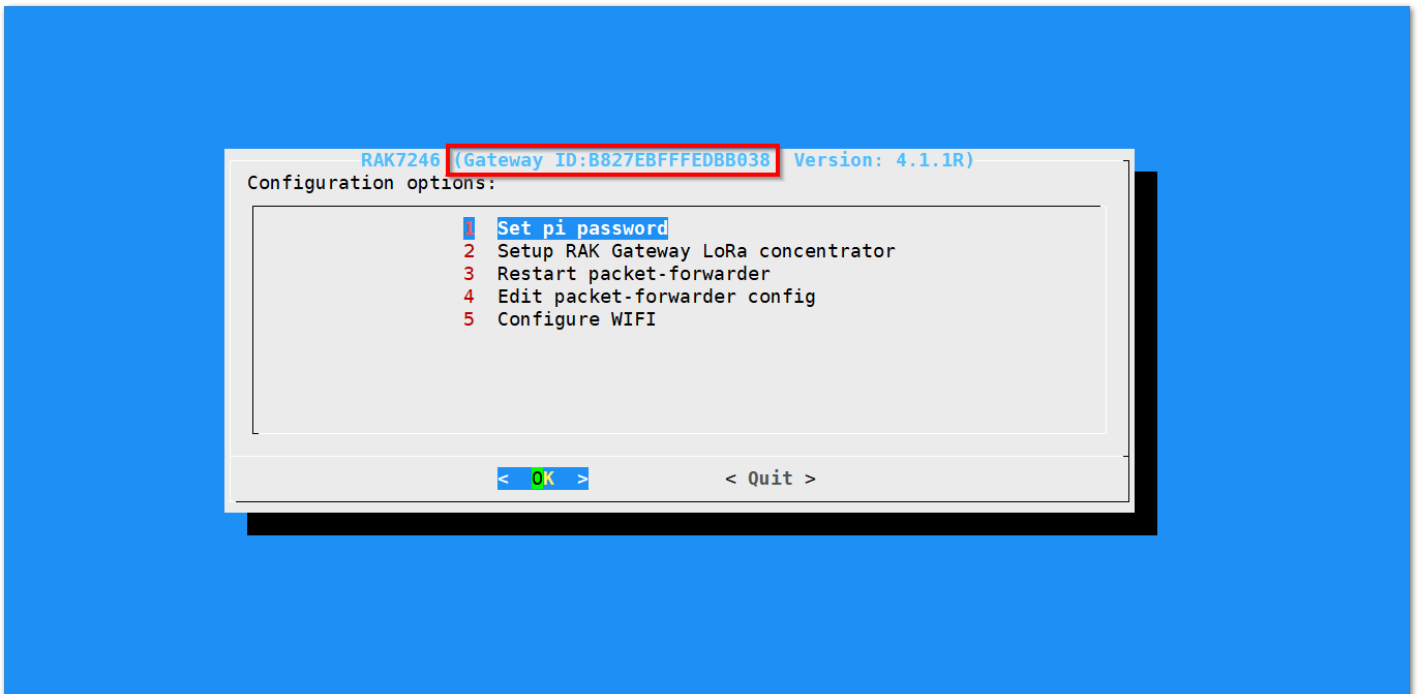 RAK7246 (Gateway ID:B827EBFFFEDBB038 Version: 4.1.1R)
Configuration options:
1 Set pi password
2 Setup RAK Gateway LoRa concentrator
3 Restart packet-forwarder
4 Edit packet-forwarder config
5 Configure WIFI
< OK > < Quit >